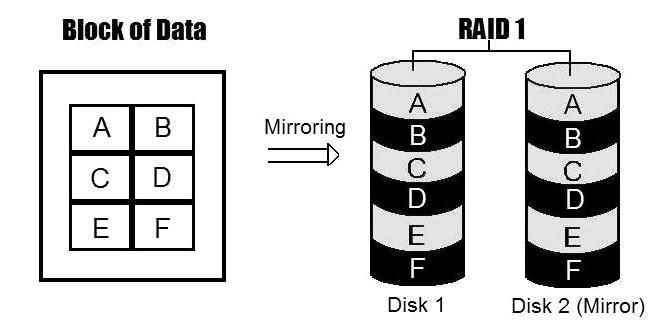 Block of Data
RAID 1
A B
C D
E F
Mirroring
A
B
C
D
E
F
Disk 1
A
B
C
D
E
F
Disk 2 (Mirror)